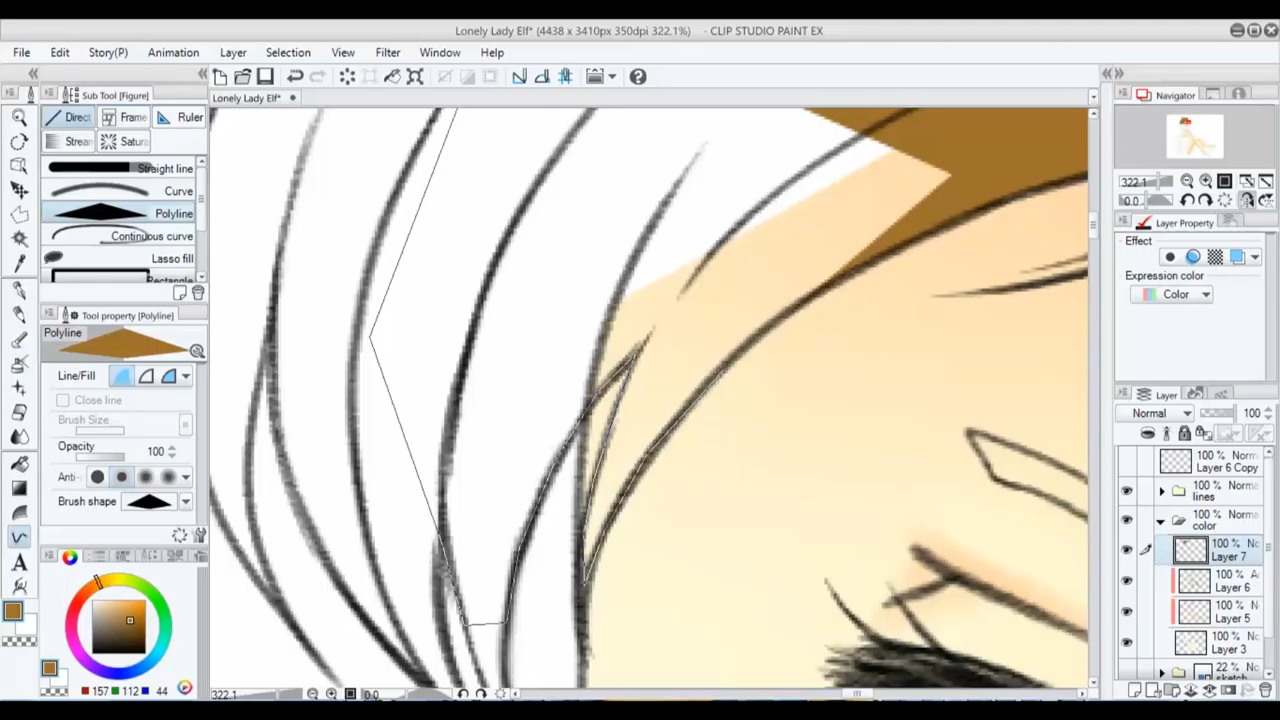 Lonely Lady Elf* (4438 x 3410px 350dpi 322.1%) - CLIP STUDIO PAINT EX
File Edit Story(P) Animation Layer Selection View Filter Window Help
Sub Tool [Figure]
Lonely Lady Elf*
Navigator
Direct Frame Ruler
Strean Satura
Straight line
Curve
Polyline
Continuous curve
Lasso fill
Rectangle
322.1
0.0
Layer Property
Effect
Expression color
Color
Tool property [Polyline]
Polyline
Line/Fill
Close line
Brush Size
Opacity 100
Anti-
Brush shape
Layer
Normal 100
100 % Norm
Layer 6 Copy
100 % Norma
lines
100 % Norma
color
100 % No
Layer 7
100 % A
Layer 6
100 % N
Layer 5
100 % No
Layer 3
22 % No
sketch
157 112 44
322.1 0.0